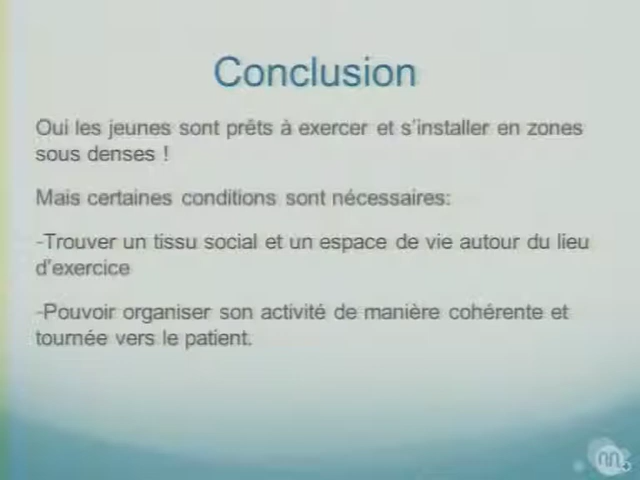 Conclusion
Oui les jeunes sont prêts à exercer et s'installer en zones
sous denses !
Mais certaines conditions sont nécessaires:
-Trouver un tissu social et un espace de vie autour du lieu
d'exercice
-Pouvoir organiser son activité de manière cohérente et
tournée vers le patient.